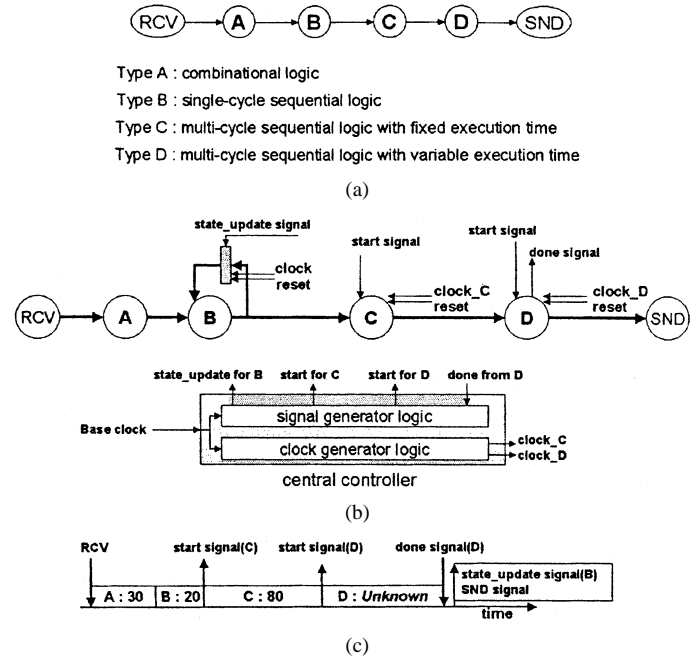 RCV A B C D SND
Type A : combinational logic
Type B : single-cycle sequential logic
Type C : multi-cycle sequential logic with fixed execution time
Type D : multi-cycle sequential logic with variable execution time
(a)
state_update signal
start signal
start signal
done signal
clock
reset
clock_C
reset
clock_D
reset
RCV A B C D SND
state_update for B start for C start for D done from D
signal generator logic
Base clock
clock generator logic
clock_C
clock_D
central controller
(b)
RCV start signal(C) start signal(D) done signal(D)
state_update signal(B)
SND signal
A : 30 B : 20 C : 80 D : Unknown
time
(c)